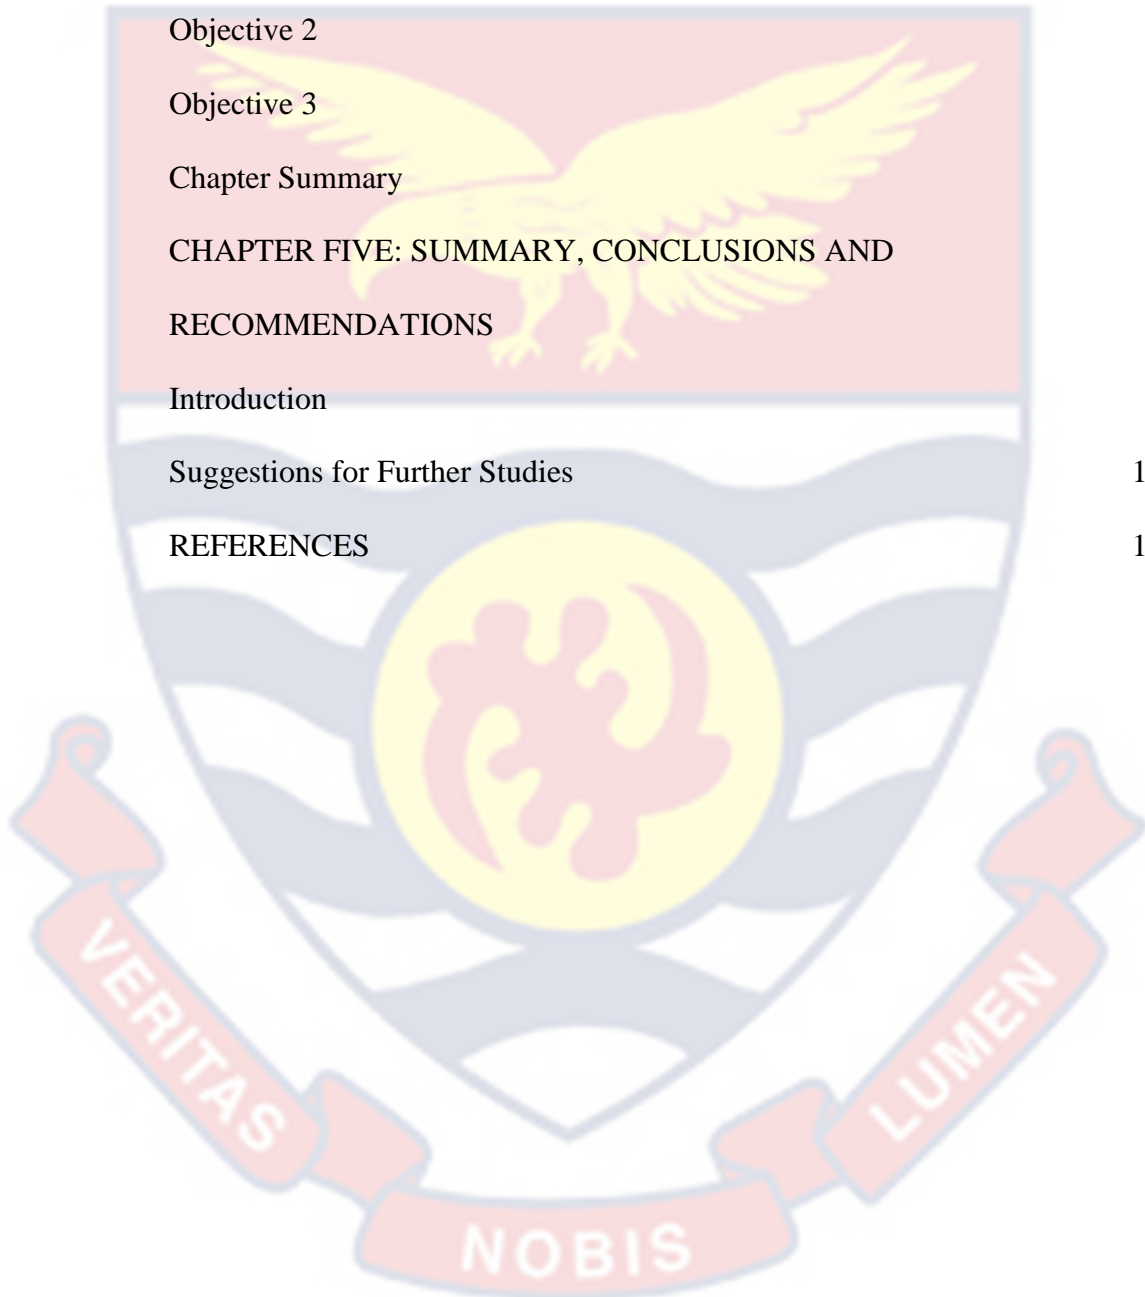 Objective 2
Objective 3
Chapter Summary
CHAPTER FIVE: SUMMARY, CONCLUSIONS AND
RECOMMENDATIONS
Introduction
Suggestions for Further Studies 1
REFERENCES 1
VERITAS
NOBIS
LUMEN